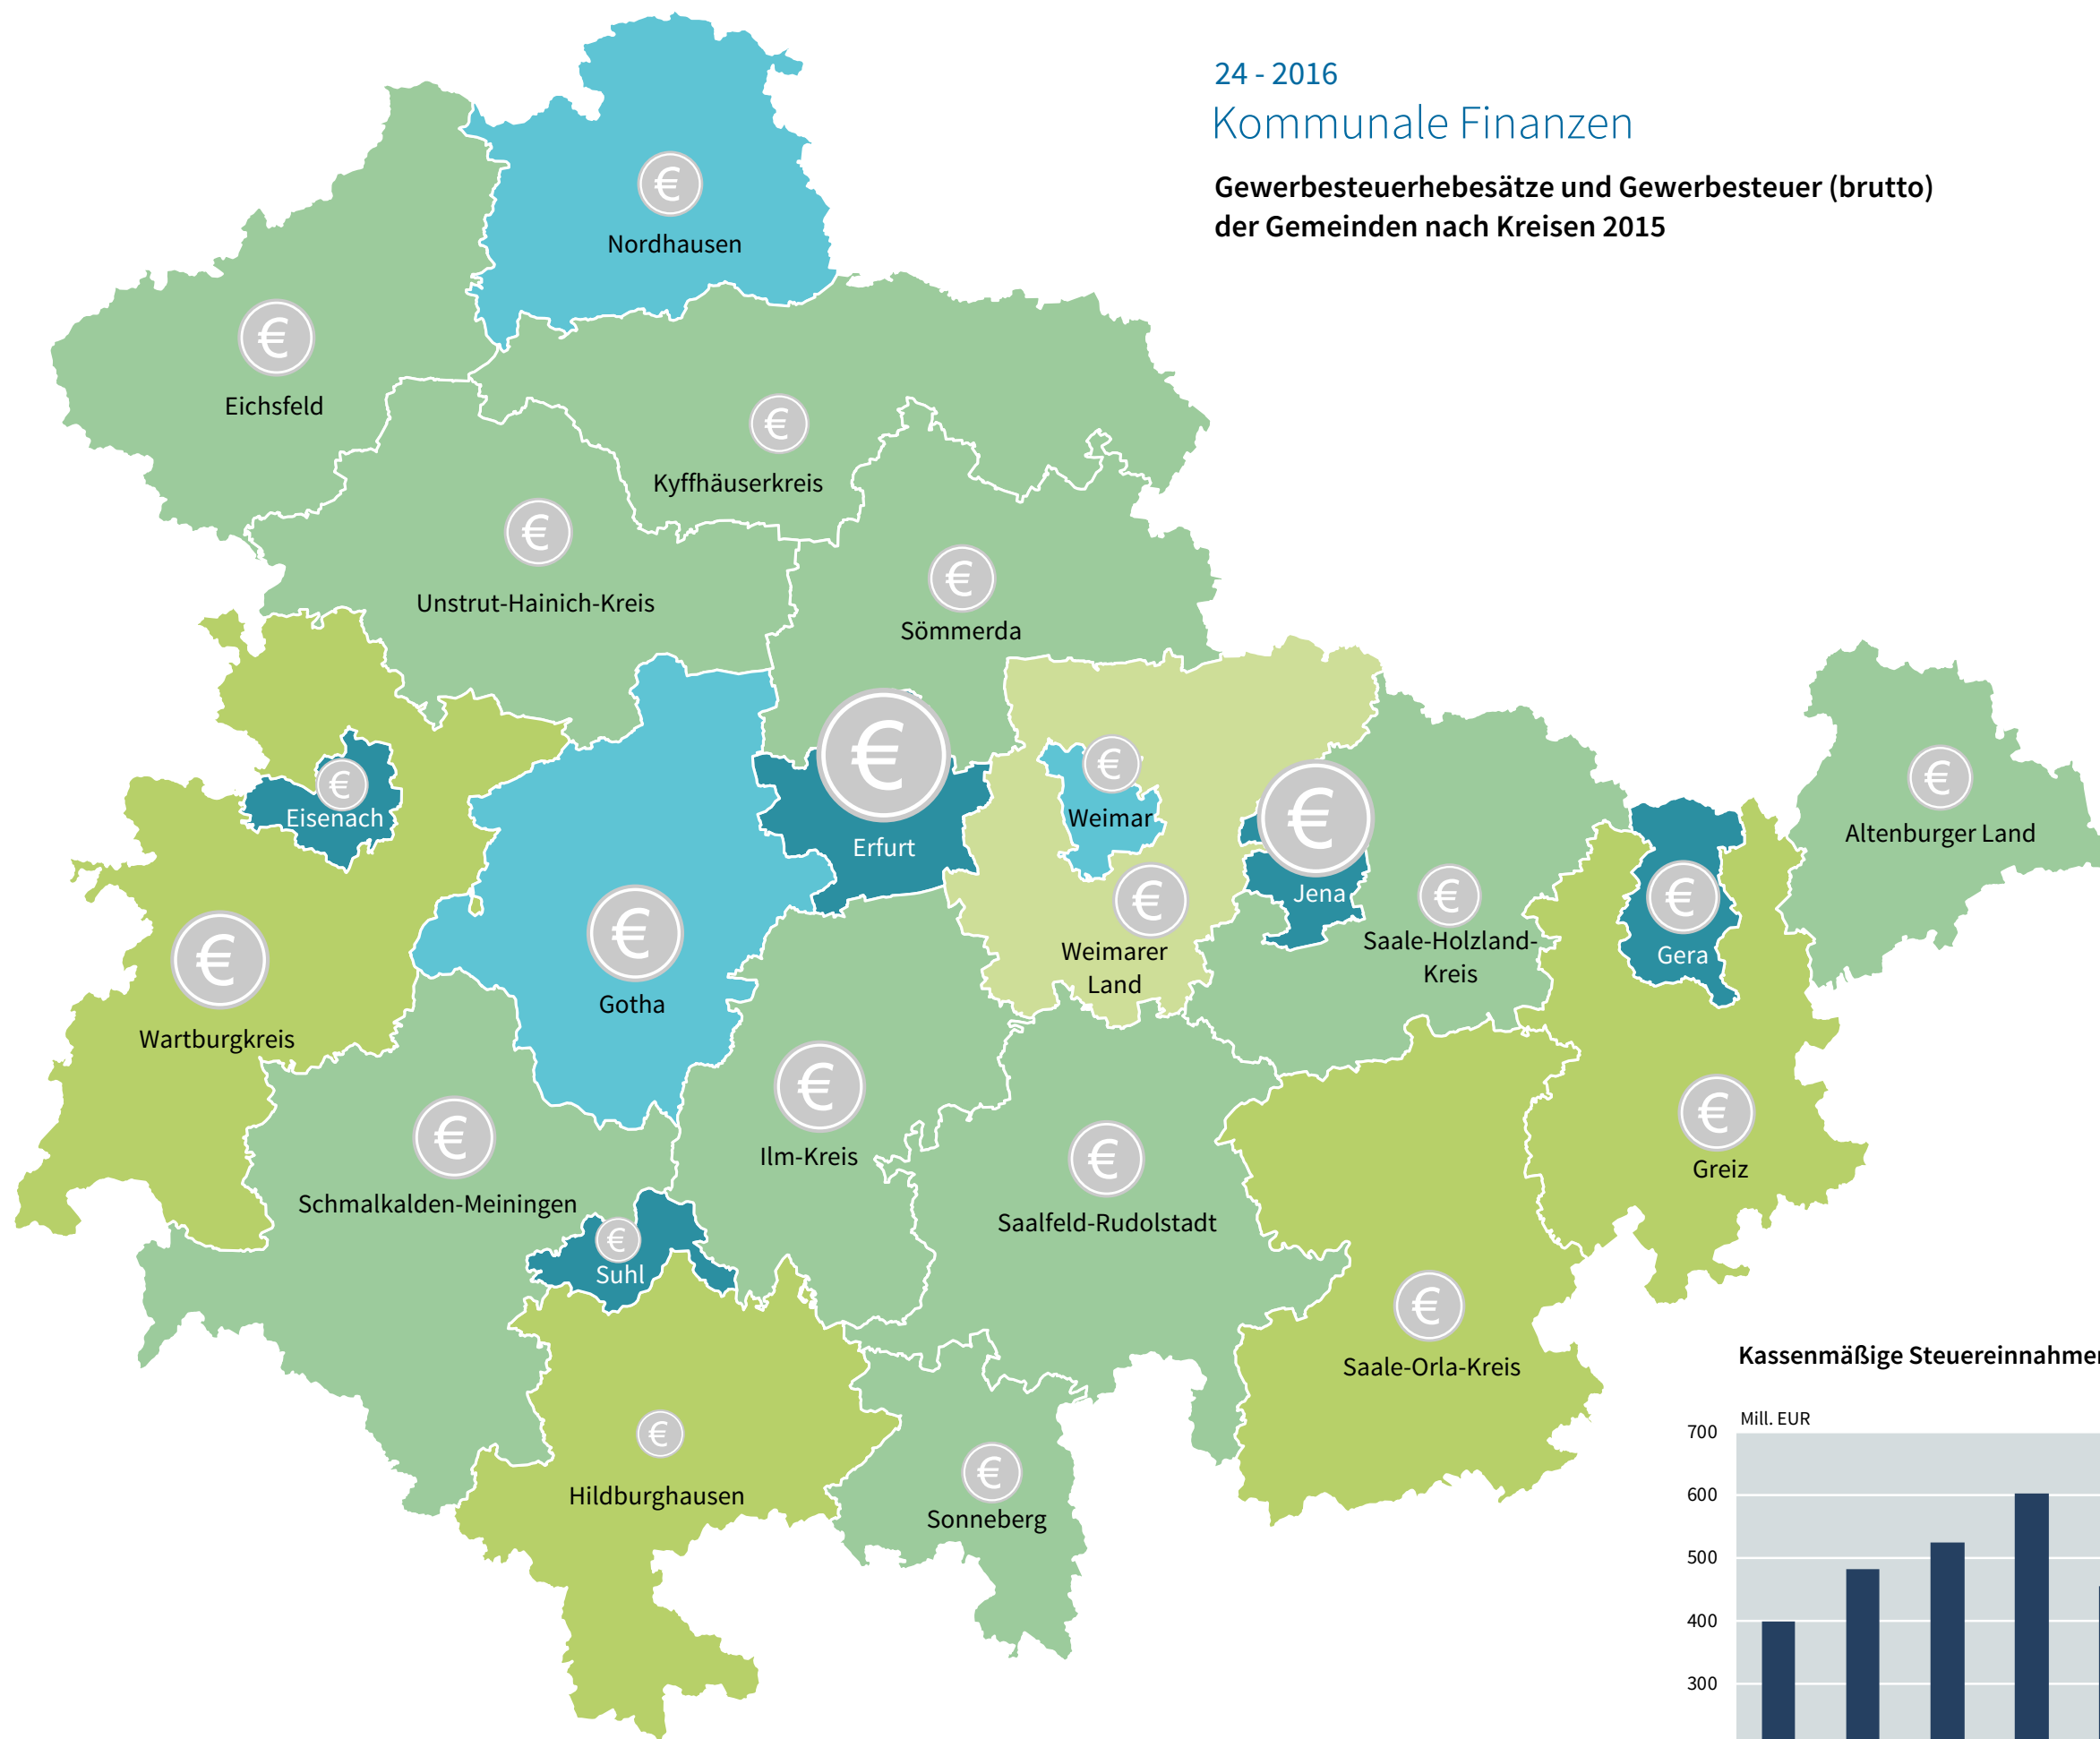 24 - 2016
Kommunale Finanzen
Gewerbesteuerhebesätze und Gewerbesteuer (brutto)
der Gemeinden nach Kreisen 2015
€
Nordhausen
€
Eichsfeld
€
Kyffhäuserkreis
€
Unstrut-Hainich-Kreis
€
Sömmerda
€
Eisenach
€
Erfurt
€
Weimar
€
Jena
€
Altenburger Land
€
Wartburgkreis
€
Gotha
€
Weimarer
Land
€
Saale-Holzland-
Kreis
€
Gera
€
Schmalkalden-Meiningen
€
Ilm-Kreis
€
Saalfeld-Rudolstadt
€
Greiz
€
Suhl
€
Saale-Orla-Kreis
€
Hildburghausen
€
Sonneberg
Kassenmäßige Steuereinnahmen
Mill. EUR
700
600
500
400
300